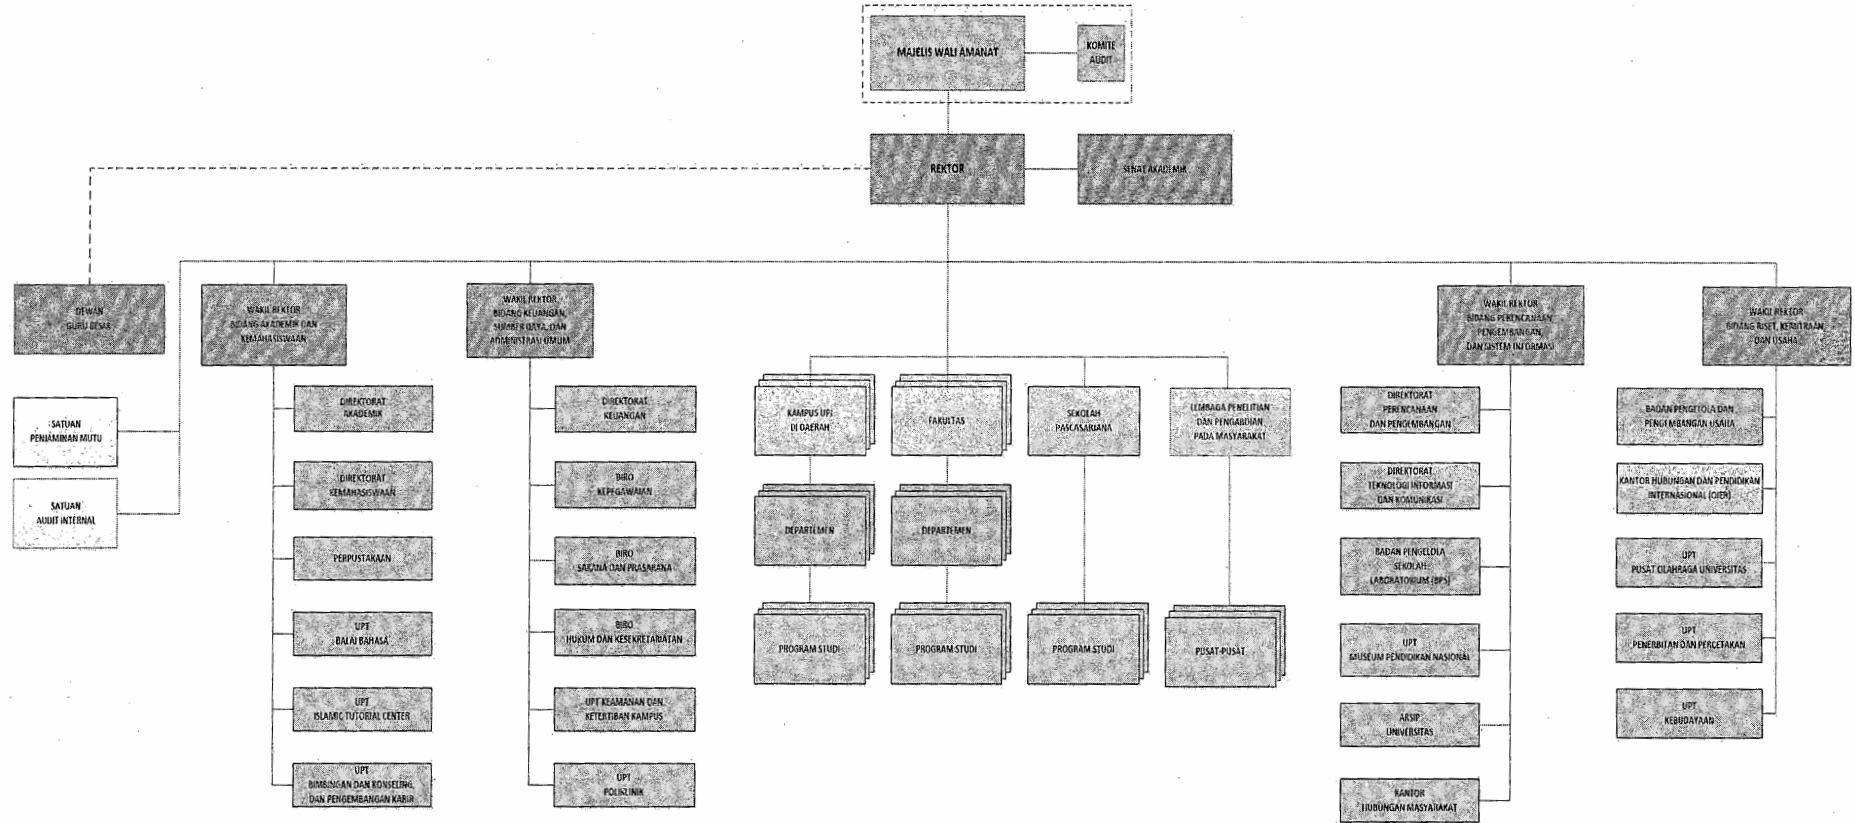 MAJELIS WALI AMANAT
KOMITE
AUDIT
REKTOR
SENAT AKADEMIK
DEWAN
GURU BESAR
WAKIL REKTOR
BIDANG AKADEMIK DAN
KEMAHASISWAAN
WAKIL REKTOR
BIDANG KEUANGAN,
SUMBER DAYA, DAN
ADMINISTRASI UMUM
WAKIL REKTOR
BIDANG PERENCANAAN
PENGEMBANGAN,
DAN SISTEM INFORMASI
WAKIL REKTOR
BIDANG RISET, KEMITRAAN,
DAN USAHA
SATUAN
PENJAMINAN MUTU
SATUAN
AUDIT INTERNAL
DIREKTORAT
AKADEMIK
DIREKTORAT
KEMAHASISWAAN
PERPUSTAKAAN
UPT
BALAI BAHASA
UPT
ISLAMIC TUTORIAL CENTER
UPT
BIMBINGAN DAN KONSELING,
DAN PENGEMBANGAN KARIR
DIREKTORAT
KEUANGAN
BIRO
KEPEGAWAIAN
BIRO
SARANA DAN PRASARANA
BIRO
HUKUM DAN KESEKRETARIATAN
UPT KEAMANAN DAN
KETERTIBAN KAMPUS
UPT
POLIKLINIK
KAMPUS UPI
DI DAERAH
FAKULTAS
SEKOLAH
PASCASARJANA
LEMBAGA PENELITIAN
DAN PENGABDIAN
PADA MASYARAKAT
DEPARTEMEN
DEPARTEMEN
PROGRAM STUDI
PROGRAM STUDI
PROGRAM STUDI
PUSAT-PUSAT
DIREKTORAT
PERENCANAAN
DAN PENGEMBANGAN
DIREKTORAT
TEKNOLOGI INFORMASI
DAN KOMUNIKASI
BADAN PENGELOLA
SEKOLAH
LABORATORIUM (BPS)
UPT
MUSEUM PENDIDIKAN NASIONAL
ARSIP
UNIVERSITAS
KANTOR
HUBUNGAN MASYARAKAT
BADAN PENGELOLA DAN
PENGEMBANGAN USAHA
KANTOR HUBUNGAN DAN PENDIDIKAN
INTERNASIONAL (OIER)
UPT
PUSAT OLAHRAGA UNIVERSITAS
UPT
PENERBITAN DAN PERCETAKAN
UPT
KEBUDAYAAN